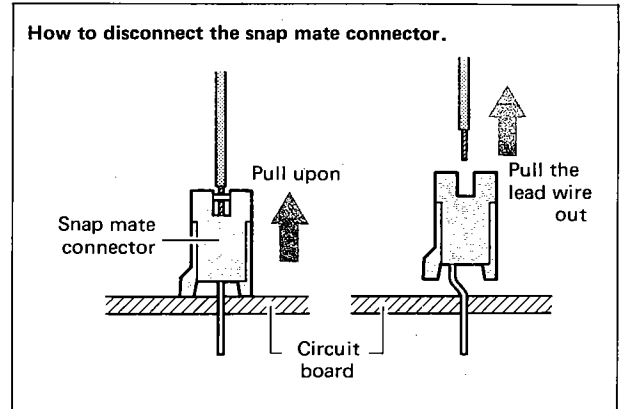 How to disconnect the snap mate connector.
Pull upon
Snap mate
connector
Pull the
lead wire
out
Circuit
board